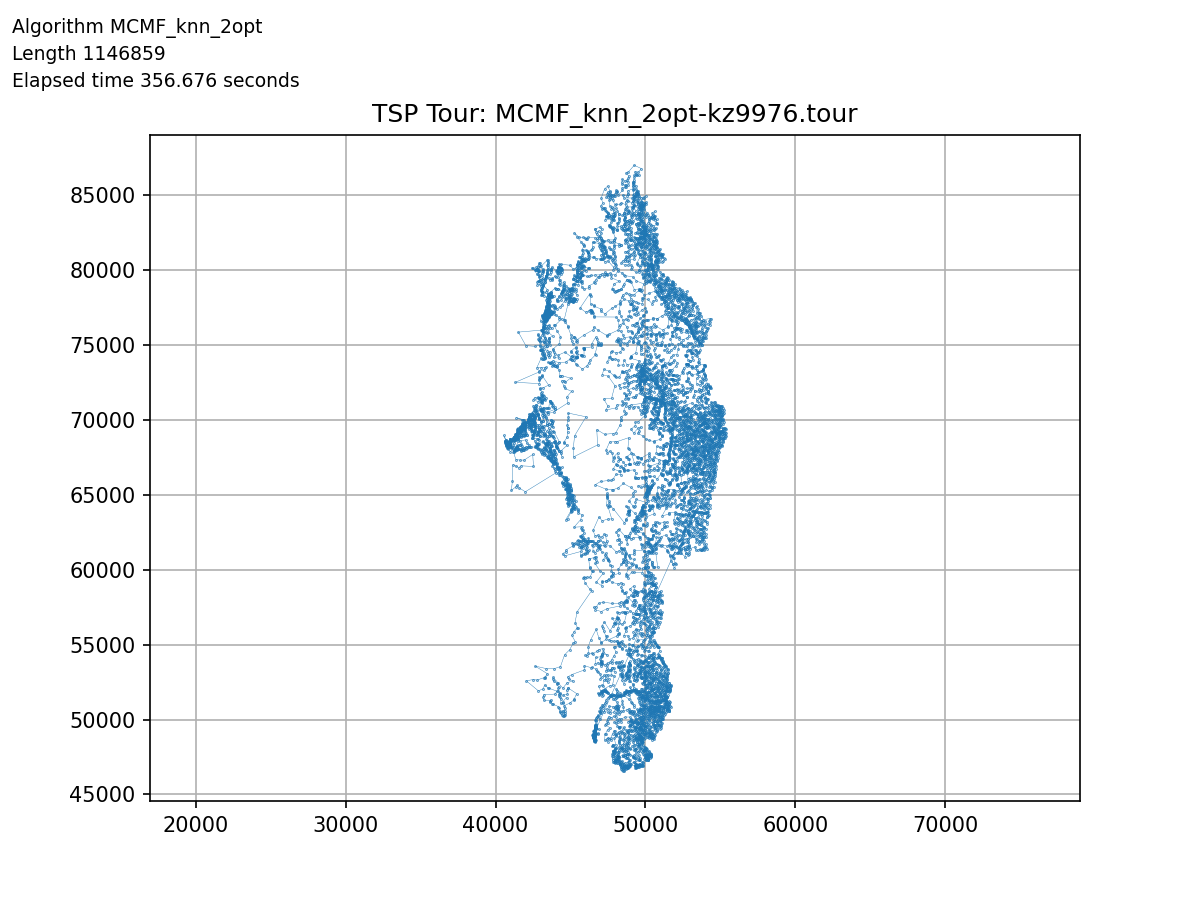 Algorithm MCMF_knn_2opt
Length 1146859
Elapsed time 356.676 seconds
TSP Tour: MCMF_knn_2opt-kz9976.tour
85000
80000
75000
70000
65000
60000
55000
50000
45000
20000 30000 40000 50000 60000 70000